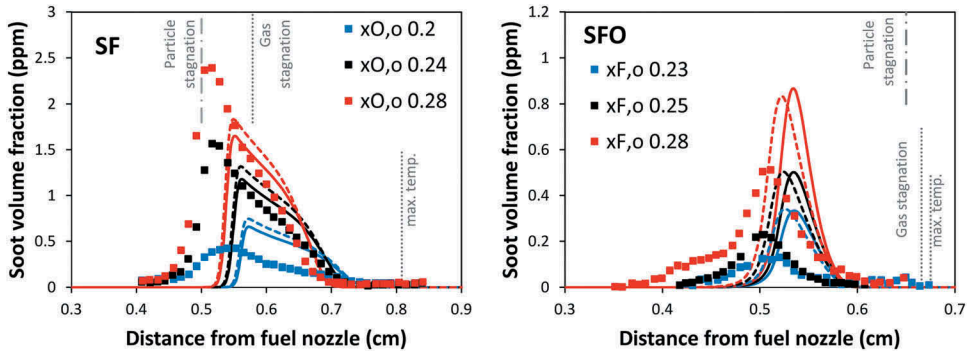 SF
Particle
stagnation
Gas
stagnation
xO,o 0.2
xO,o 0.24
xO,o 0.28
max. temp.
Soot volume fraction (ppm)
3
2.5
2
1.5
1
0.5
0
0.3
0.4
0.5
0.6
0.7
0.8
0.9
Distance from fuel nozzle (cm)
SFO
Particle
stagnation
xF,o 0.23
xF,o 0.25
xF,o 0.28
Gas stagnation
max. temp.
Soot volume fraction (ppm)
1.2
1
0.8
0.6
0.4
0.2
0
0.3
0.4
0.5
0.6
0.7
Distance from fuel nozzle (cm)